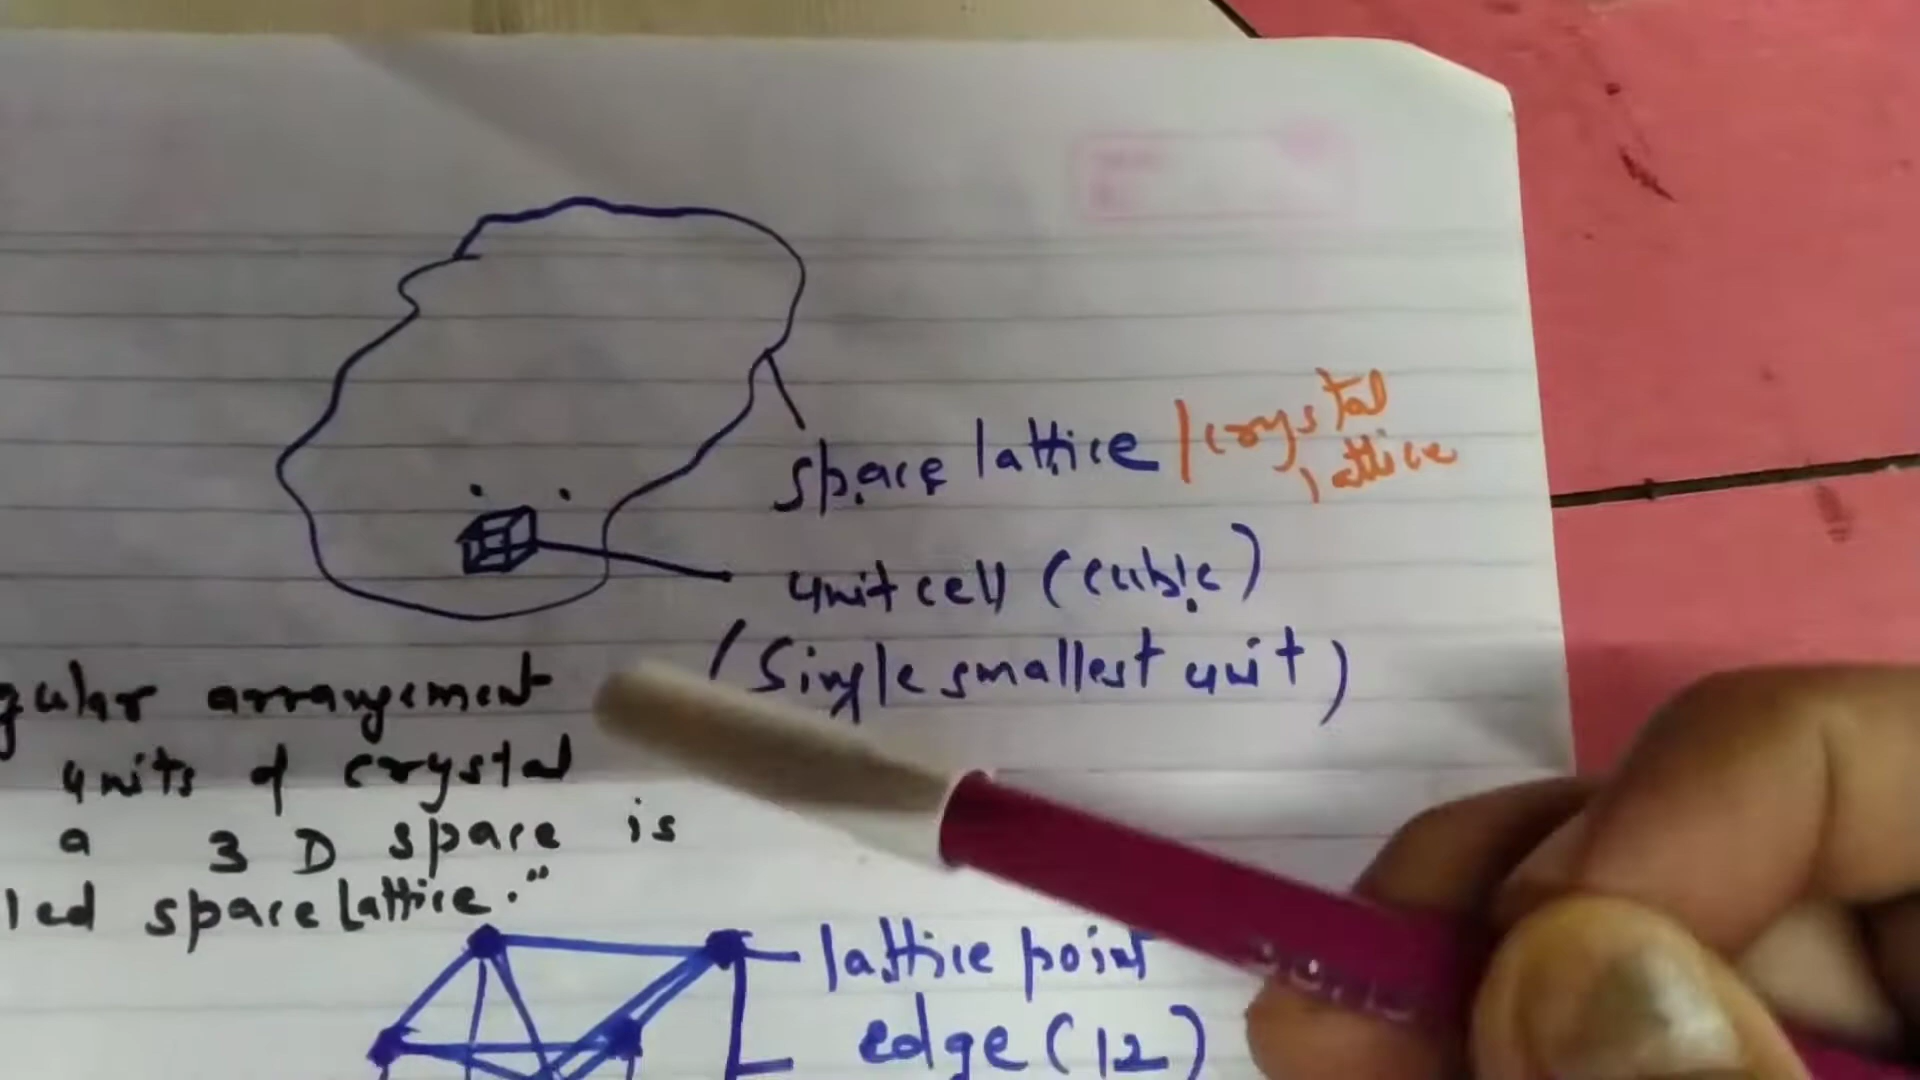 space lattice / crystal
lattice
unit cell (cubic)
(Single smallest unit)
gular arrangement
units of crystal
a 3 D space is
led space lattice."
lattice point
edge (12)